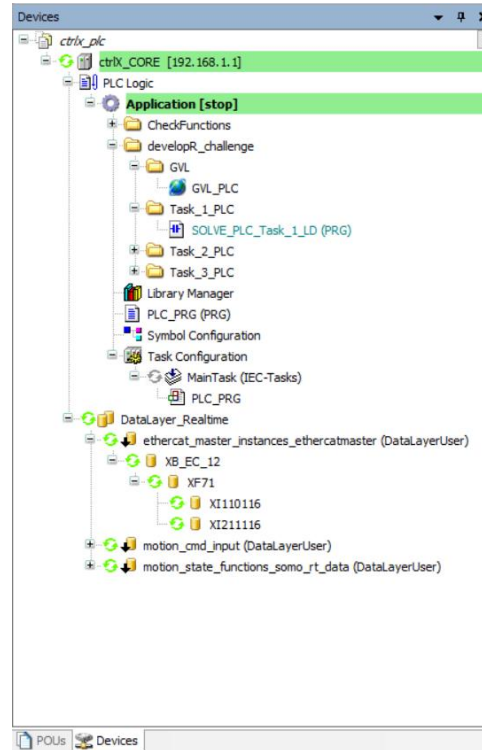 Devices
ctrlx_plc
ctrlX_CORE [192.168.1.1]
PLC Logic
Application [stop]
CheckFunctions
developR_challenge
GVL
GVL_PLC
Task_1_PLC
SOLVE_PLC_Task_1_LD (PRG)
Task_2_PLC
Task_3_PLC
Library Manager
PLC_PRG (PRG)
Symbol Configuration
Task Configuration
MainTask (IEC-Tasks)
PLC_PRG
DataLayer_Realtime
ethercat_master_instances_ethercatmaster (DataLayerUser)
XB_EC_12
XF71
XI110116
XI211116
motion_cmd_input (DataLayerUser)
motion_state_functions_somo_rt_data (DataLayerUser)
POUs Devices